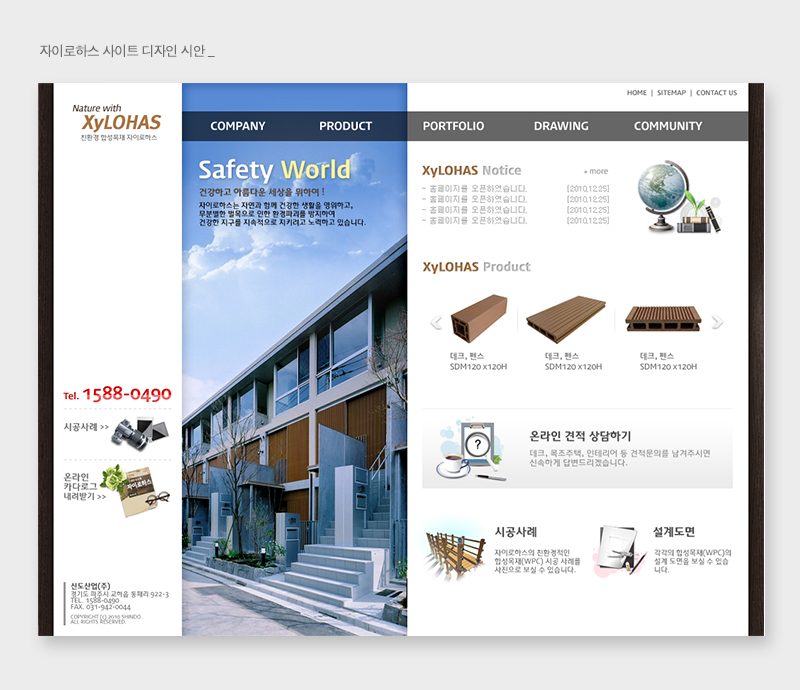 자이로하스 사이트 디자인 시안 _
Nature with
XyLOHAS
친환경 합성목재 자이로하스
HOME | SITEMAP | CONTACT US
COMPANY PRODUCT PORTFOLIO DRAWING COMMUNITY
Safety World
건강하고 아름다운 세상을 위하여 !
자이로하스는 자연과 함께 건강한 생활을 영위하고,
무분별한 벌목으로 인한 환경파괴를 방지하여
건강한 지구를 지속적으로 지키려고 노력하고 있습니다.
XyLOHAS Notice + more
- 홈페이지를 오픈하였습니다. [2010.12.25]
- 홈페이지를 오픈하였습니다. [2010.12.25]
- 홈페이지를 오픈하였습니다. [2010.12.25]
- 홈페이지를 오픈하였습니다. [2010.12.25]
XyLOHAS Product
데크, 펜스 데크, 펜스 데크, 펜스
SDM120 x120H SDM120 x120H SDM120 x120H
Tel. 1588-0490
시공사례 >>
온라인
카다로그
내려받기 >>
자이로하스
?
온라인 견적 상담하기
데크, 목조주택, 인테리어 등 견적문의를 남겨주시면
신속하게 답변드리겠습니다.
시공사례
자이로하스의 친환경적인
합성목재(WPC) 시공 사례를
사진으로 보실 수 있습니다.
설계도면
각각의 합성목재(WPC)의
설계 도면을 보실 수 있습
니다.
신도산업(주)
경기도 파주시 교하읍 동패리 922-3
TEL. 1588-0490
FAX. 031-942-0044
COPYRIGHT (c) 2010 SHINDO.
ALL RIGHTS RESERVED.